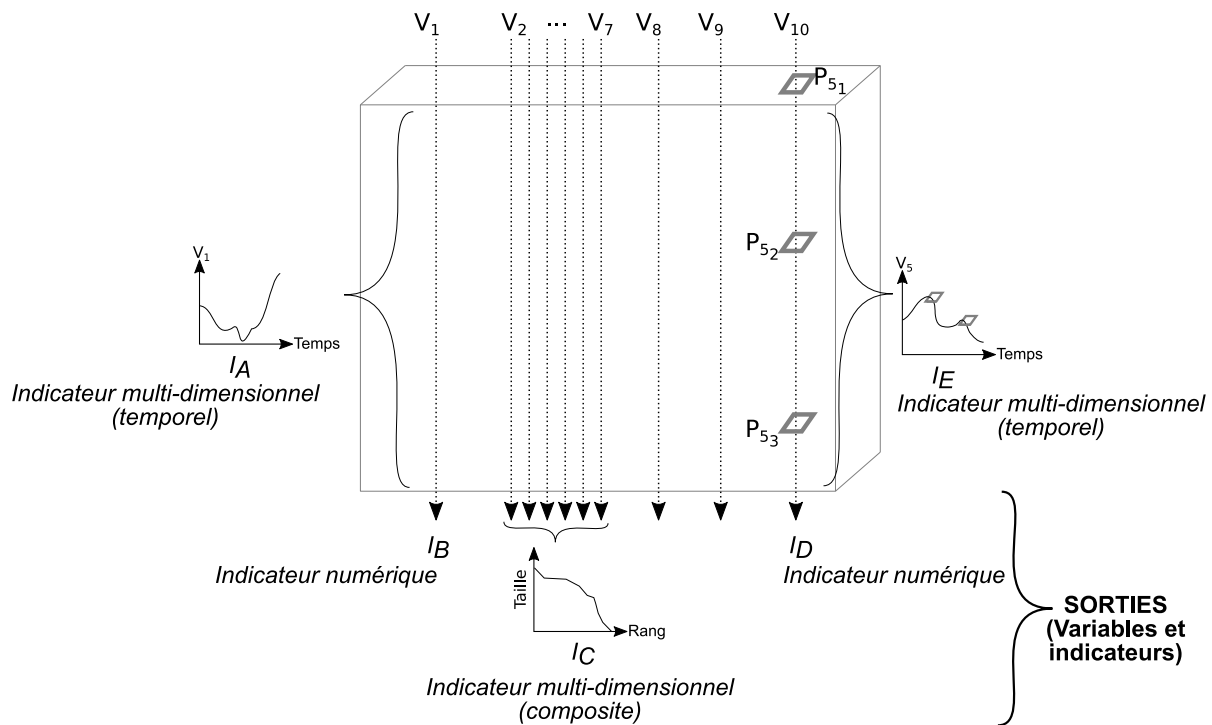 V1 V2 ... V7 V8 V9 V10
P51
P52
P53
V1
Temps
IA
Indicateur multi-dimensionnel
(temporel)
V5
Temps
IE
Indicateur multi-dimensionnel
(temporel)
IB
Indicateur numérique
ID
Indicateur numérique
Taille
Rang
IC
Indicateur multi-dimensionnel
(composite)
SORTIES
(Variables et
indicateurs)